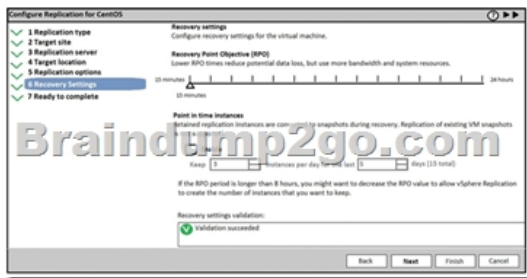 Configure Replication for CentOS
1 Replication type
2 Target site
3 Replication server
4 Target location
5 Replication options
6 Recovery Settings
7 Ready to complete
Recovery settings
Configure recovery settings for the virtual machine.
Recovery Point Objective (RPO)
Lower RPO times reduce potential data loss, but use more bandwidth and system resources.
15 minutes
24 hours
15 minutes
Point in time instances
Retained replication instances are converted to snapshots during recovery. Replication of existing VM snapshots
Braindump2go.com
Keep 3 instances per day for the last 5 days (15 total)
If the RPO period is longer than 8 hours, you might want to decrease the RPO value to allow vSphere Replication
to create the number of instances that you want to keep.
Recovery settings validation:
Validation succeeded
Back Next Finish Cancel